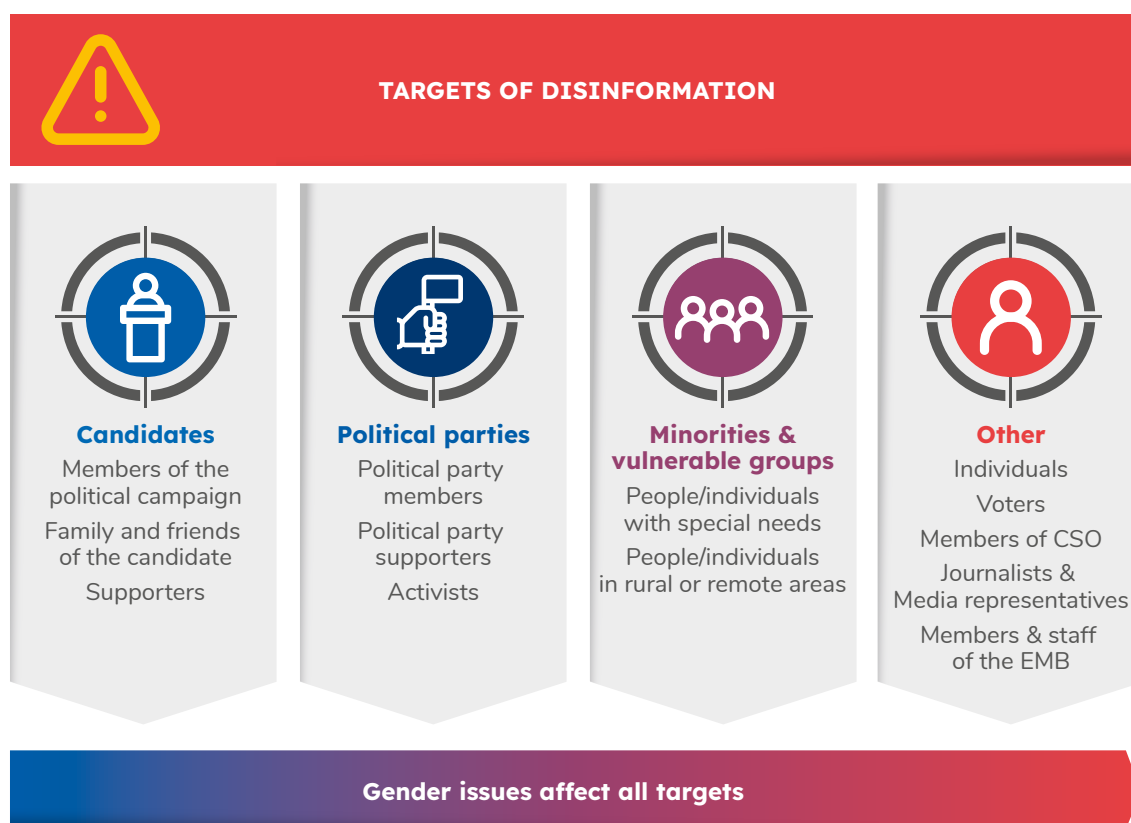 TARGETS OF DISINFORMATION
Candidates
Members of the
political campaign
Family and friends
of the candidate
Supporters
Political parties
Political party
members
Political party
supporters
Activists
Minorities &
vulnerable groups
People/individuals
with special needs
People/individuals
in rural or remote areas
Other
Individuals
Voters
Members of CSO
Journalists &
Media representatives
Members & staff
of the EMB
Gender issues affect all targets